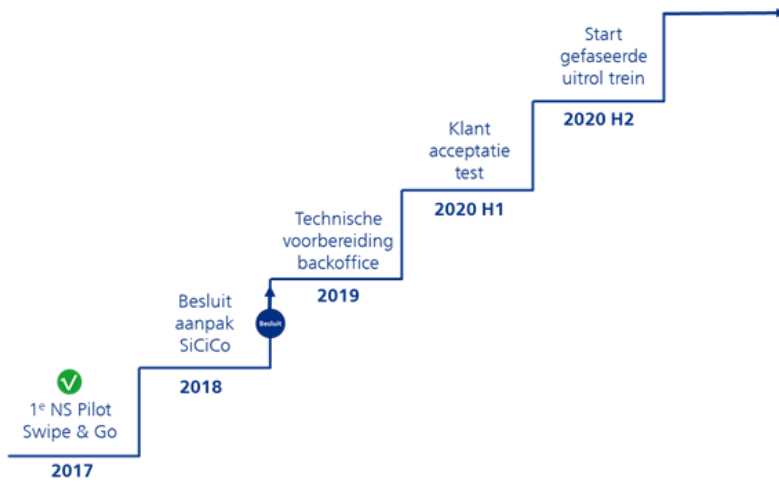 Start
gefaseerde
uitrol trein
2020 H2
Klant
acceptatie
test
2020 H1
Technische
voorbereiding
backoffice
2019
Besluit
aanpak
SiCiCo
Besluit
2018
1e NS Pilot
Swipe & Go
2017